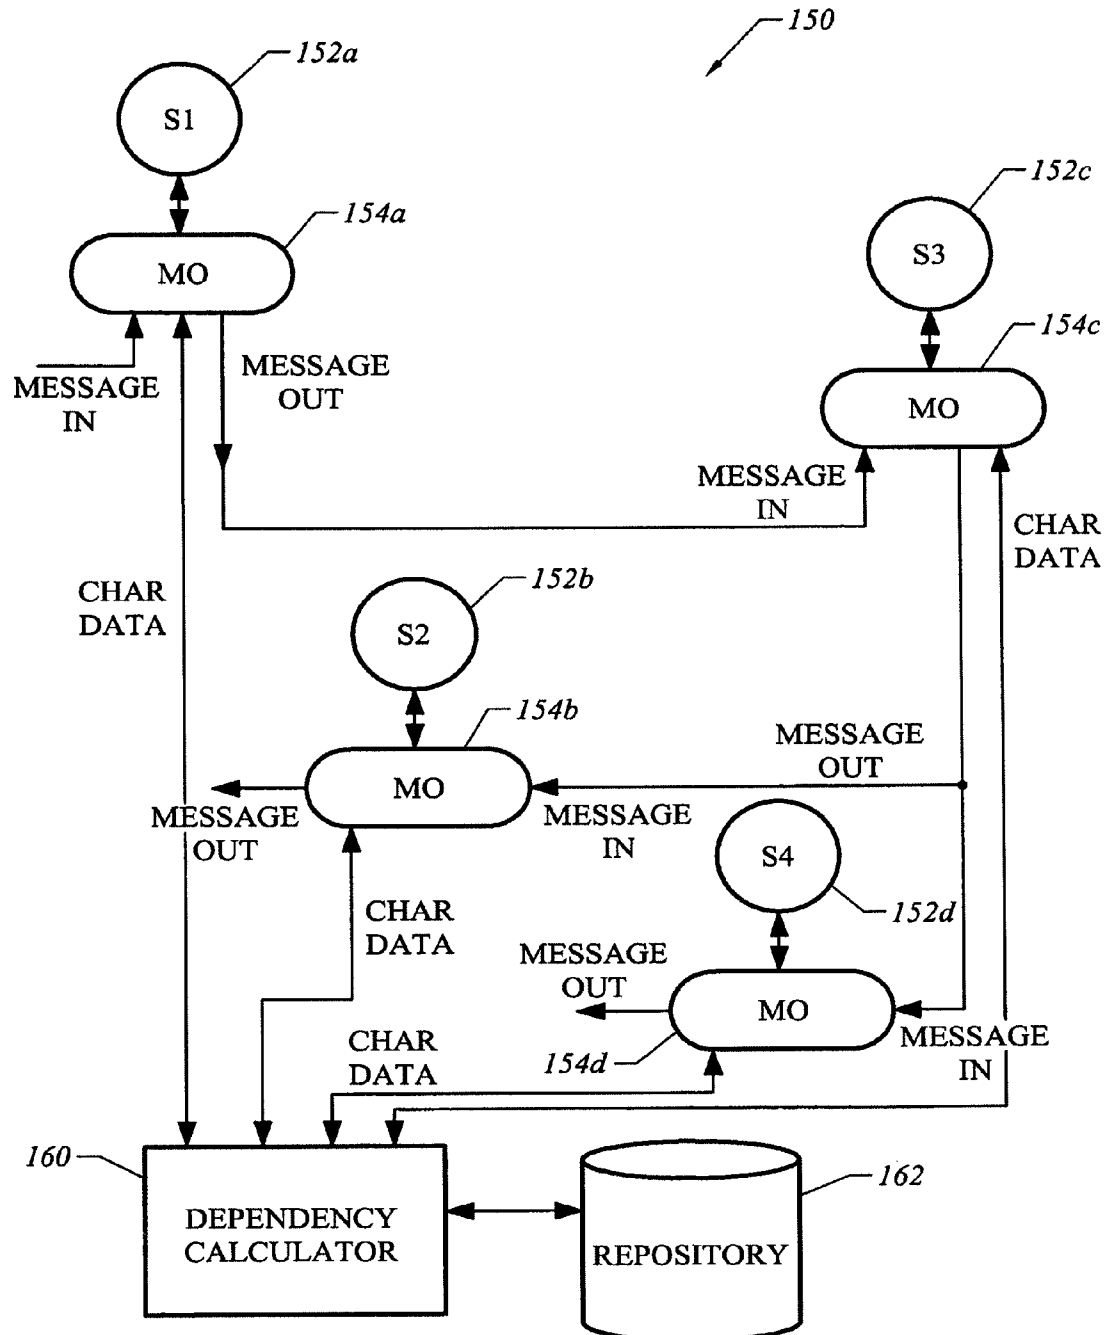 150
152a
S1
152c
154a
S3
MO
154c
MESSAGE
IN
MESSAGE
OUT
MO
MESSAGE
IN
CHAR
DATA
CHAR
DATA
152b
S2
154b
MESSAGE
OUT
MO
MESSAGE
OUT
MESSAGE
IN
S4
152d
CHAR
DATA
MESSAGE
OUT
MO
154d
MESSAGE
IN
CHAR
DATA
160
162
DEPENDENCY
CALCULATOR
REPOSITORY